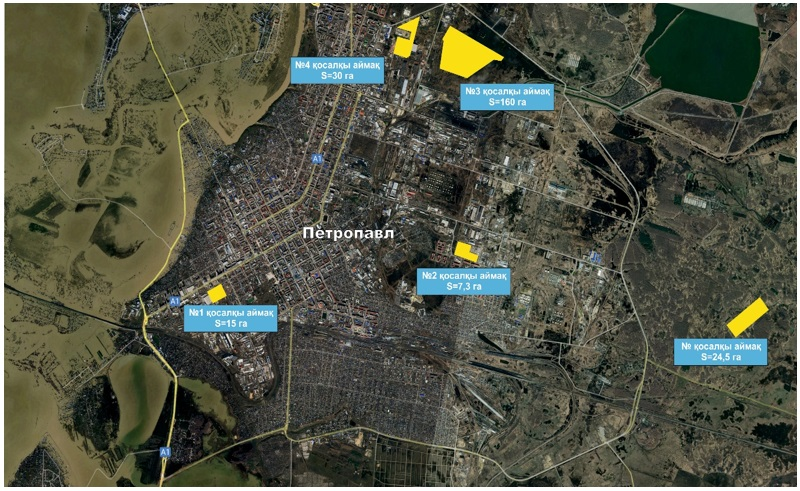 №4 қосалқы аймақ
S=30 га
№3 қосалқы аймақ
S=160 га
A1
Петропавл
№2 қосалқы аймақ
S=7,3 га
A1
№1 қосалқы аймақ
S=15 га
№ қосалқы аймақ
S=24,5 га
A1